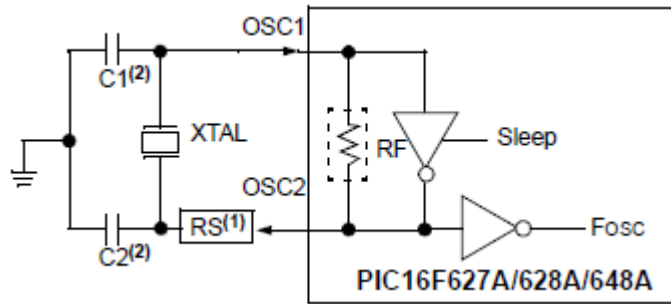 OSC1
C1(2)
XTAL
RF
Sleep
OSC2
RS(1)
C2(2)
Fosc
PIC16F627A/628A/648A